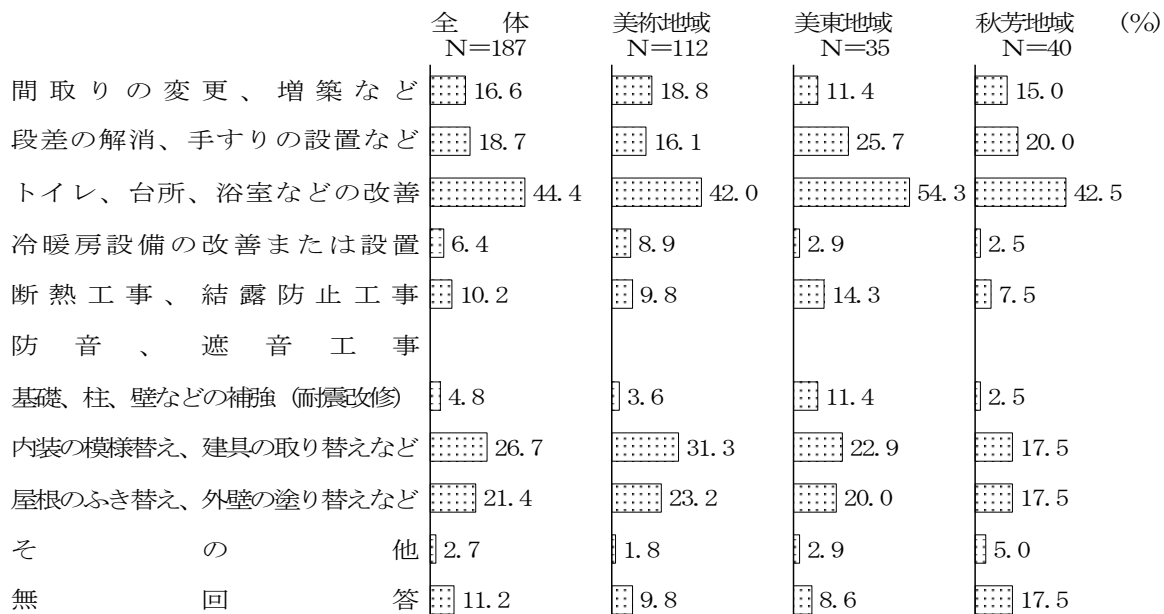 全体 美祢地域 美東地域 秋芳地域 (%)
N＝187 N＝112 N＝35 N＝40
間取りの変更、増築など 16.6 18.8 11.4 15.0
段差の解消、手すりの設置など 18.7 16.1 25.7 20.0
トイレ、台所、浴室などの改善 44.4 42.0 54.3 42.5
冷暖房設備の改善または設置 6.4 8.9 2.9 2.5
断熱工事、結露防止工事 10.2 9.8 14.3 7.5
防音、遮音工事
基礎、柱、壁などの補強（耐震改修） 4.8 3.6 11.4 2.5
内装の模様替え、建具の取り替えなど 26.7 31.3 22.9 17.5
屋根のふき替え、外壁の塗り替えなど 21.4 23.2 20.0 17.5
その他 2.7 1.8 2.9 5.0
無回答 11.2 9.8 8.6 17.5